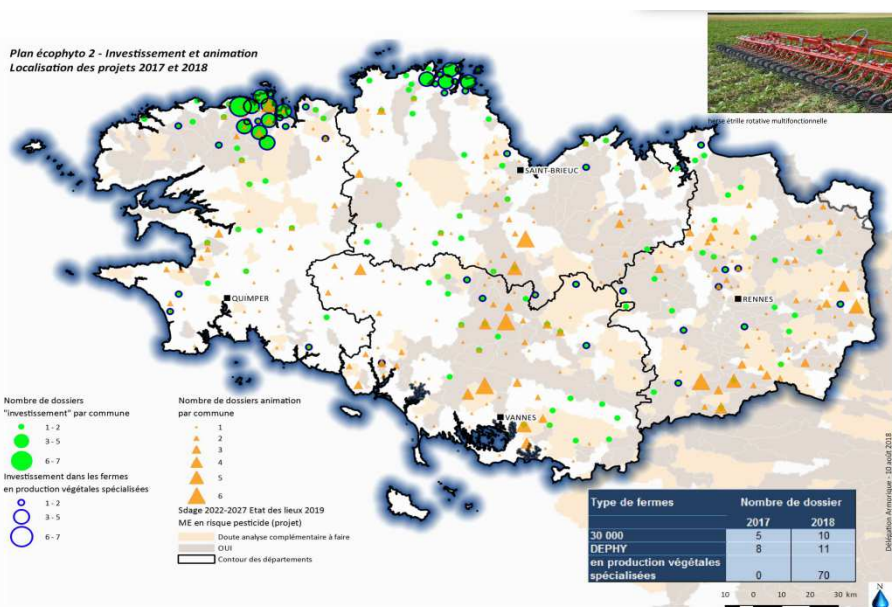 Plan écophyto 2 - Investissement et animation
Localisation des projets 2017 et 2018
herse étrille rotative multifonctionnelle
SAINT-BRIEUC
QUIMPER
RENNES
VANNES
Nombre de dossiers
"investissement" par commune
1 - 2
3 - 5
6 - 7
Investissement dans les fermes
en production végétales spécialisées
1 - 2
3 - 5
6 - 7
Nombre de dossiers animation
par commune
1
2
3
4
5
6
Sdage 2022-2027 Etat des lieux 2019
ME en risque pesticide (projet)
Doute analyse complémentaire à faire
OUI
Contour des départements
Type de fermes Nombre de dossier
2017 2018
30 000 5 10
DEPHY 8 11
en production végétales
spécialisées 0 70
10 0 10 20 30 km
Délégation Armorique - 10 août 2018